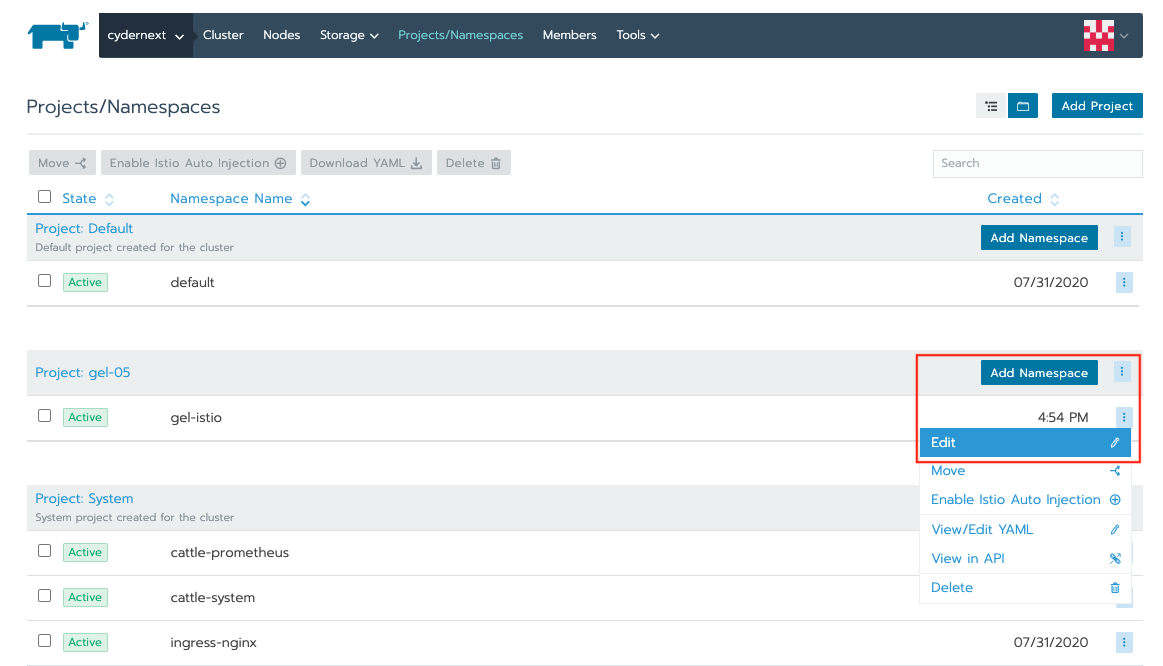 cydernext Cluster Nodes Storage Projects/Namespaces Members Tools
Projects/Namespaces Add Project
Move Enable Istio Auto Injection Download YAML Delete Search
State Namespace Name Created
Project: Default Add Namespace
Default project created for the cluster
Active default 07/31/2020
Project: gel-05 Add Namespace
Active gel-istio 4:54 PM
Edit
Move
Project: System
Enable Istio Auto Injection
System project created for the cluster
View/Edit YAML
Active cattle-prometheus
View in API
Delete
Active cattle-system
Active ingress-nginx 07/31/2020